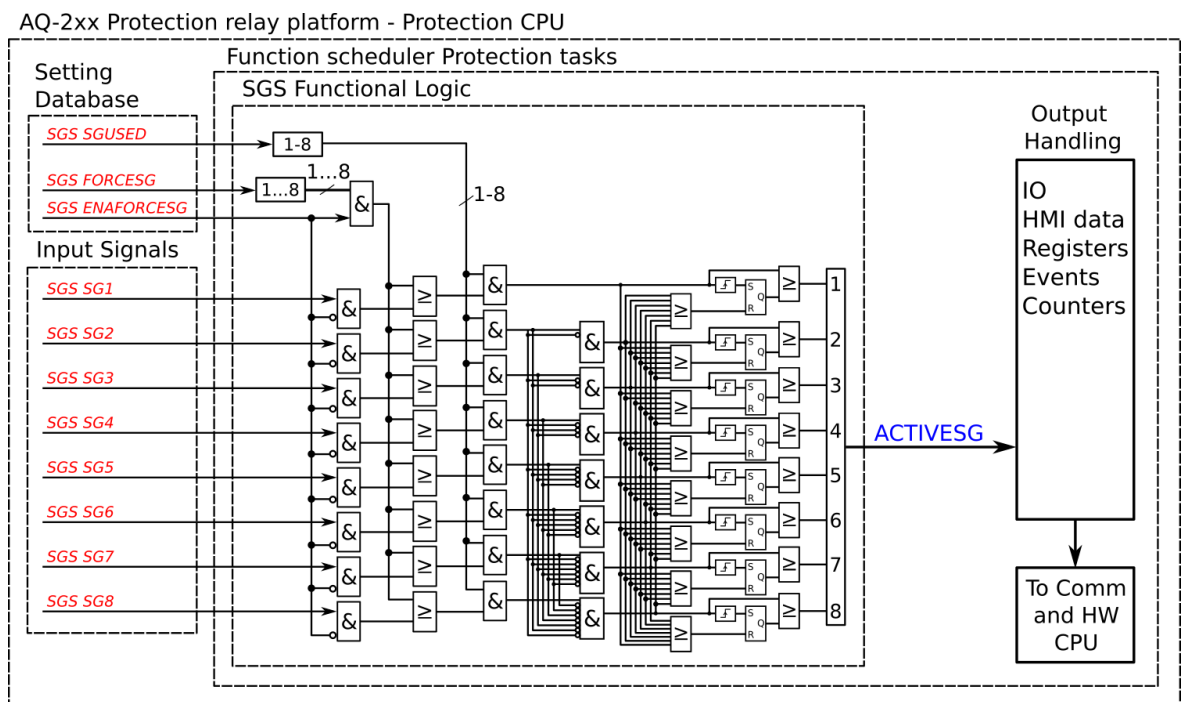 AQ-2xx Protection relay platform - Protection CPU
Function scheduler Protection tasks
Setting
Database
SGS Functional Logic
SGS SGUSED
1-8
SGS FORCESG
1...8
1...8
SGS ENAFORCESG
&
1-8
Input Signals
SGS SG1
SGS SG2
SGS SG3
SGS SG4
SGS SG5
SGS SG6
SGS SG7
SGS SG8
& & & & & & & &
≥ ≥ ≥ ≥ ≥ ≥ ≥ ≥
& & & & & & & &
& & & & & & &
≥ ≥ ≥ ≥ ≥ ≥ ≥ ≥
S Q R
S Q R
S Q R
S Q R
S Q R
S Q R
S Q R
S Q R
≥ ≥ ≥ ≥ ≥ ≥ ≥ ≥
1
2
3
4
5
6
7
8
ACTIVESG
Output
Handling
IO
HMI data
Registers
Events
Counters
To Comm
and HW
CPU